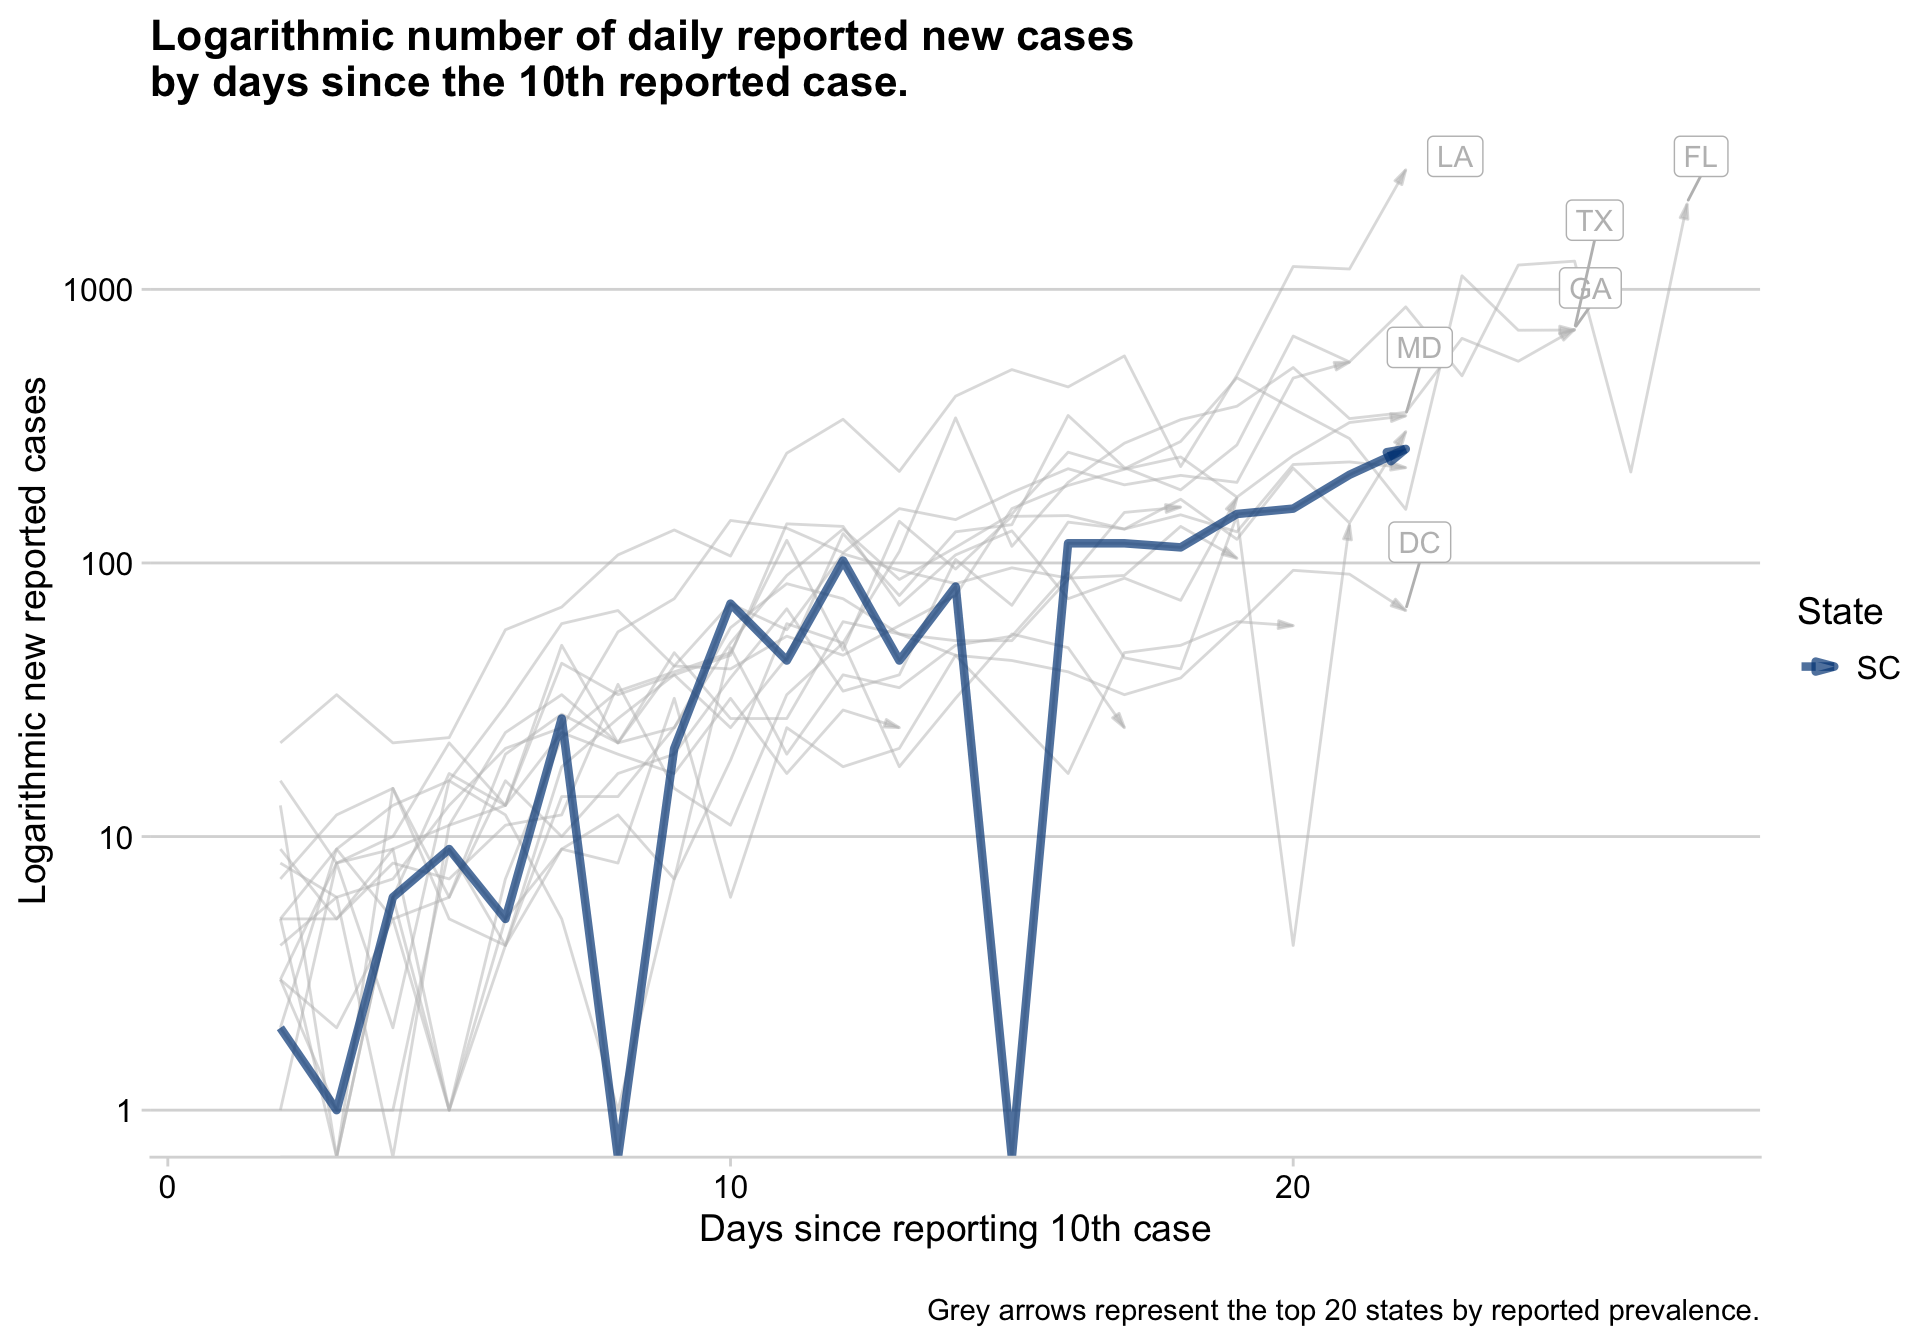 Logarithmic number of daily reported new cases
by days since the 10th reported case.
LA
FL
TX
GA
MD
DC
1000
100
10
1
Logarithmic new reported cases
0
10
20
Days since reporting 10th case
State
SC
Grey arrows represent the top 20 states by reported prevalence.